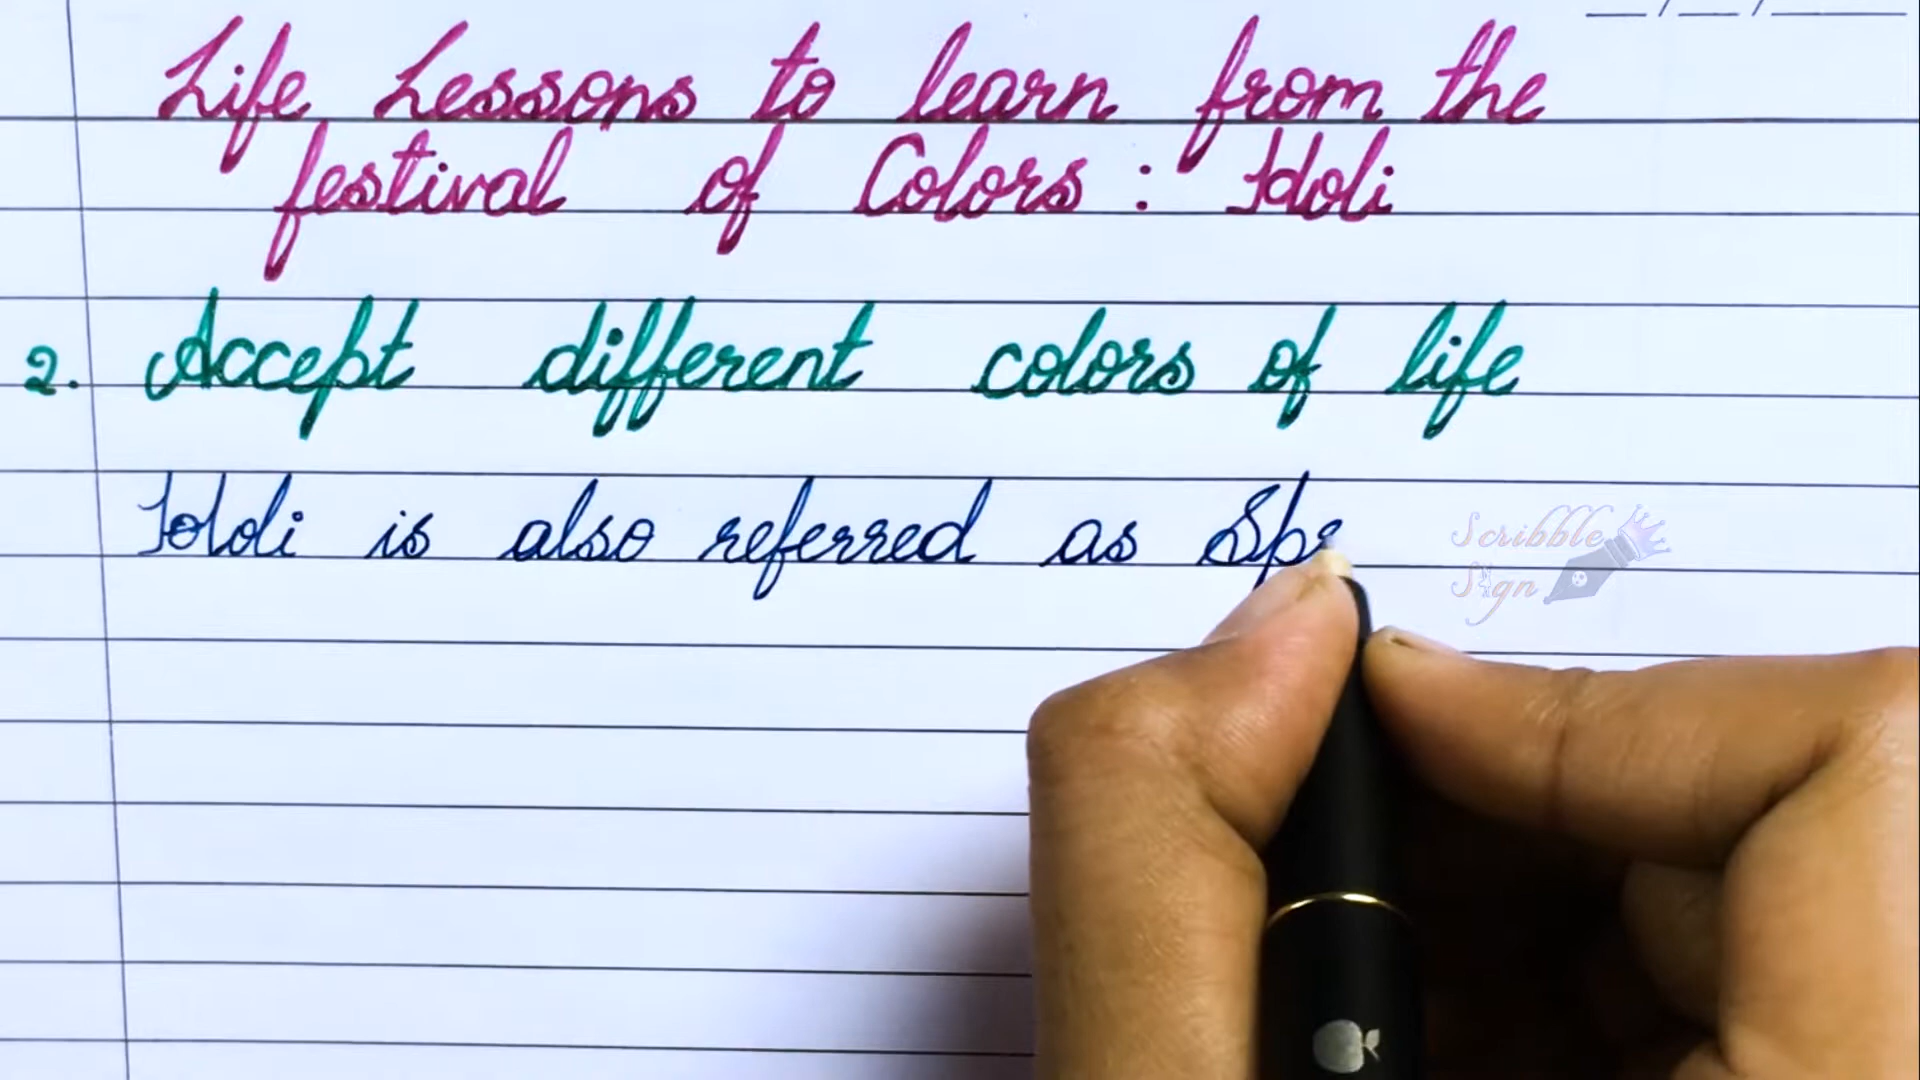 Life Lessons to learn from the
festival of Colors : Holi
2. Accept different colors of life
Holi is also referred as Spr
Scribble
Sign